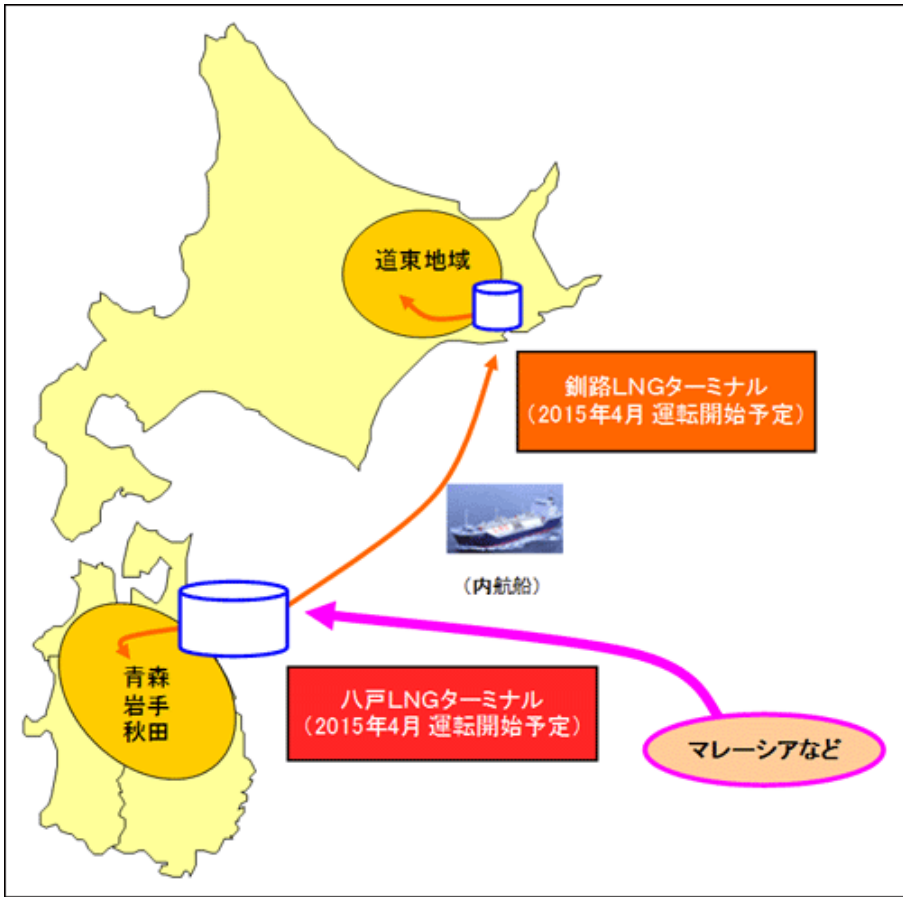 道東地域
釧路LNGターミナル
(2015年4月 運転開始予定)
(内航船)
青森
岩手
秋田
八戸LNGターミナル
(2015年4月 運転開始予定)
マレーシアなど